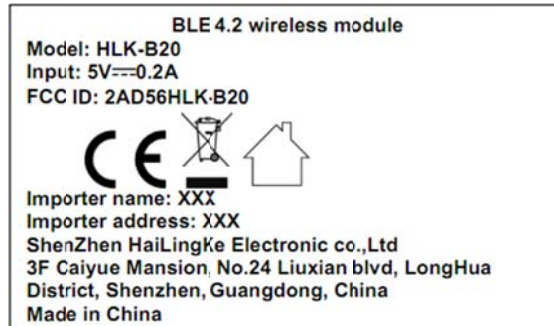 BLE 4.2 wireless module
Model: HLK-B20
Input: 5V⎓0.2A
FCC ID: 2AD56HLK-B20
CE
Importer name: XXX
Importer address: XXX
ShenZhen HaiLingKe Electronic co.,Ltd
3F Caiyue Mansion, No.24 Liuxian blvd, LongHua
District, Shenzhen, Guangdong, China
Made in China